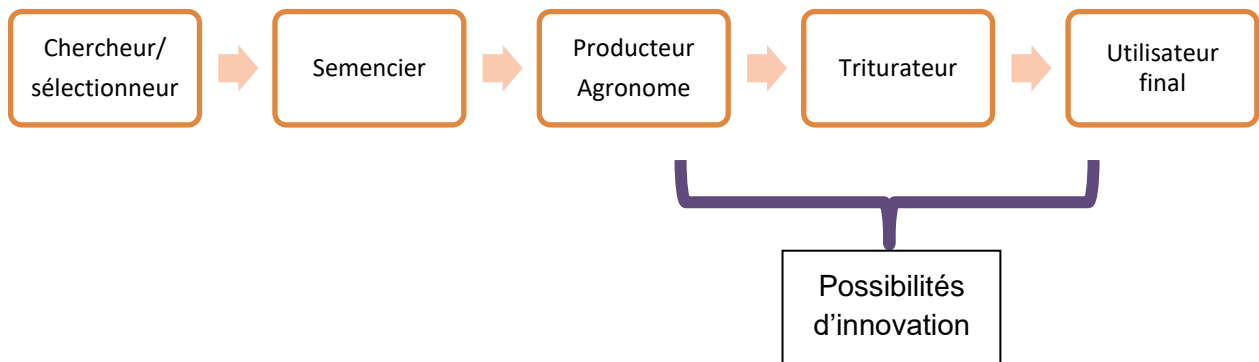 Chercheur/
sélectionneur
Semencier
Producteur
Agronome
Triturateur
Utilisateur
final
Possibilités
d’innovation